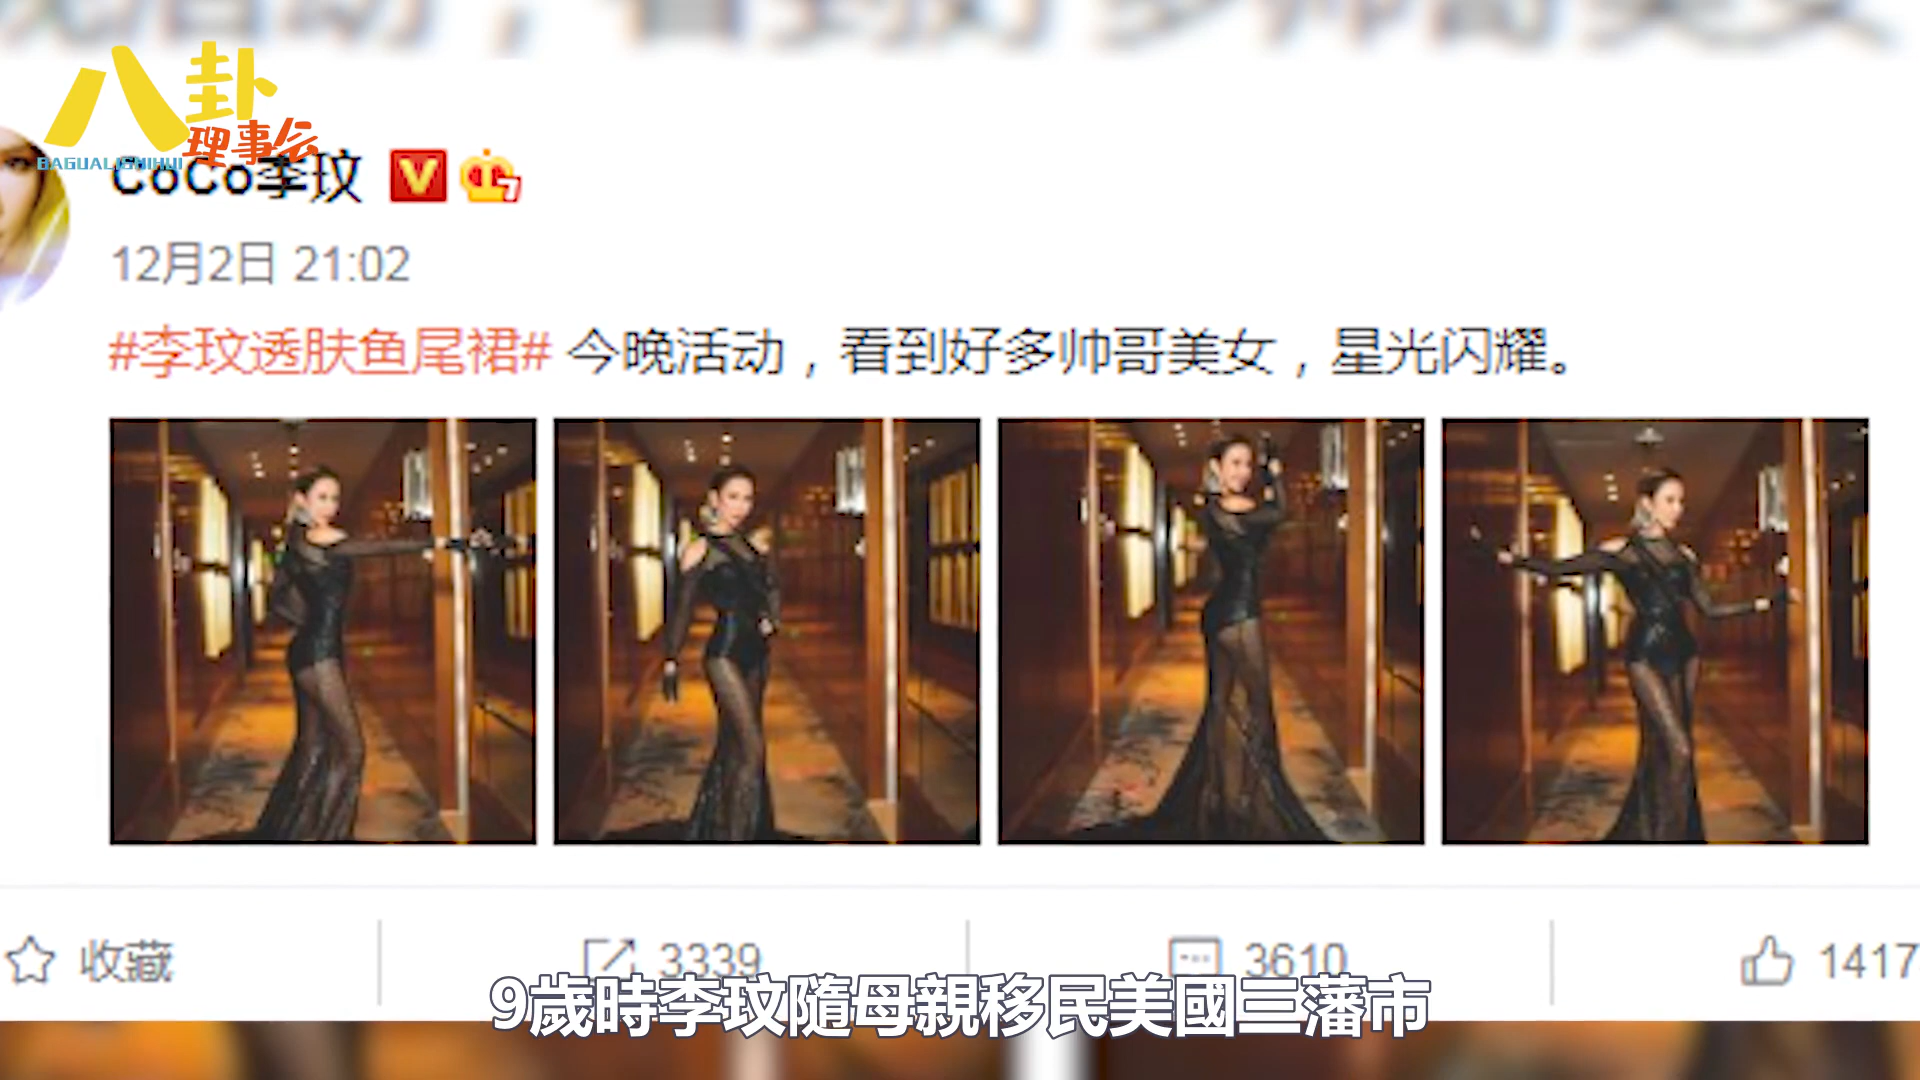 八卦
理事会
BAGUALISHIHUI
CoCo李玟
12月2日 21:02
#李玟透肤鱼尾裙# 今晚活动，看到好多帅哥美女，星光闪耀。
收藏
3339
3610
1417
9歲時李玟隨母親移民美國三藩市